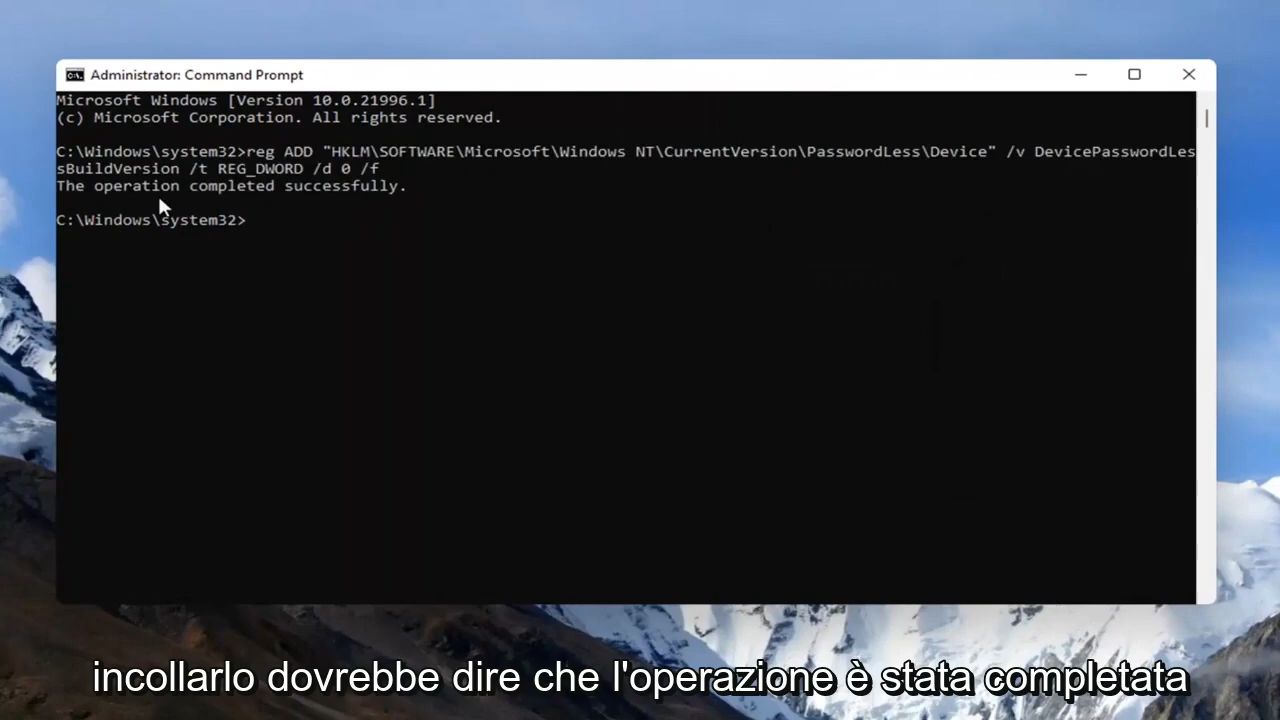 Administrator: Command Prompt
Microsoft Windows [Version 10.0.21996.1]
(c) Microsoft Corporation. All rights reserved.
C:\Windows\system32>reg ADD "HKLM\SOFTWARE\Microsoft\Windows NT\CurrentVersion\PasswordLess\Device" /v DevicePasswordLes
sBuildVersion /t REG_DWORD /d 0 /f
The operation completed successfully.
C:\Windows\system32>
incollarlo dovrebbe dire che l'operazione è stata completata